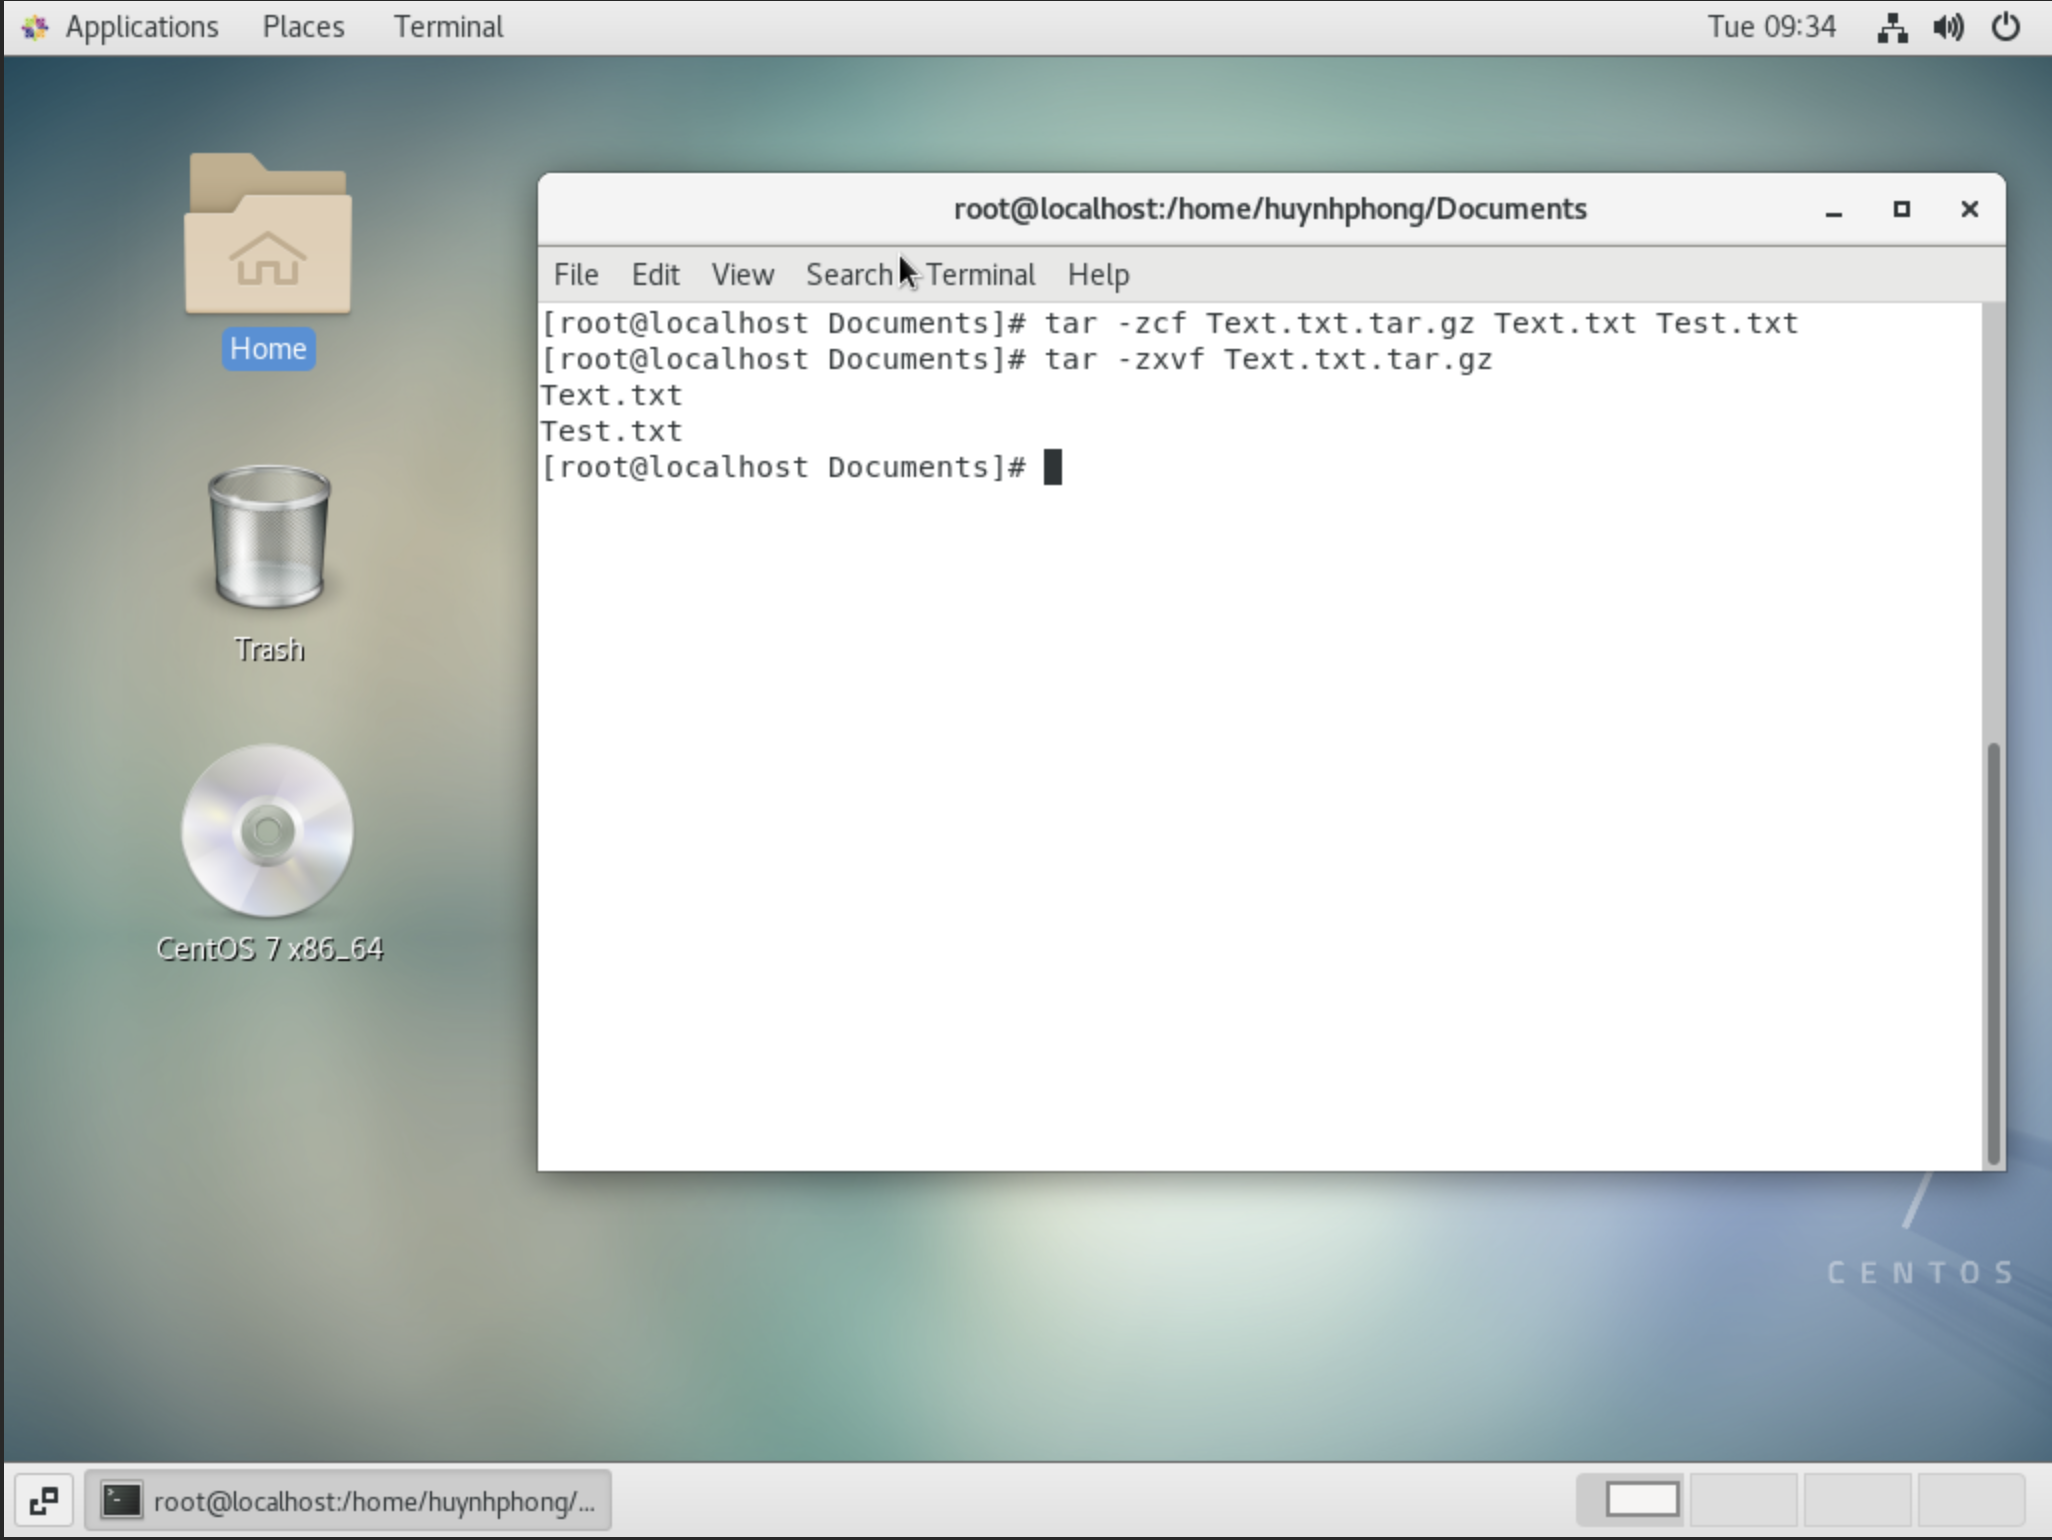 Applications Places Terminal Tue 09:34
root@localhost:/home/huynhphong/Documents
File Edit View Search Terminal Help
[root@localhost Documents]# tar -zcf Text.txt.tar.gz Text.txt Test.txt
[root@localhost Documents]# tar -zxvf Text.txt.tar.gz
Text.txt
Test.txt
[root@localhost Documents]#
Home
Trash
CentOS 7 x86_64
CENTOS
root@localhost:/home/huynhphong/...